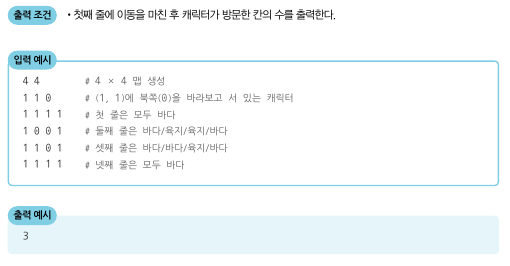 출력 조건 • 첫째 줄에 이동을 마친 후 캐릭터가 방문한 칸의 수를 출력한다.
입력 예시
4 4 # 4 × 4 맵 생성
1 1 0 # (1, 1)에 북쪽(0)을 바라보고 서 있는 캐릭터
1 1 1 1 # 첫 줄은 모두 바다
1 0 0 1 # 둘째 줄은 바다/육지/육지/바다
1 1 0 1 # 셋째 줄은 바다/바다/육지/바다
1 1 1 1 # 넷째 줄은 모두 바다
출력 예시
3